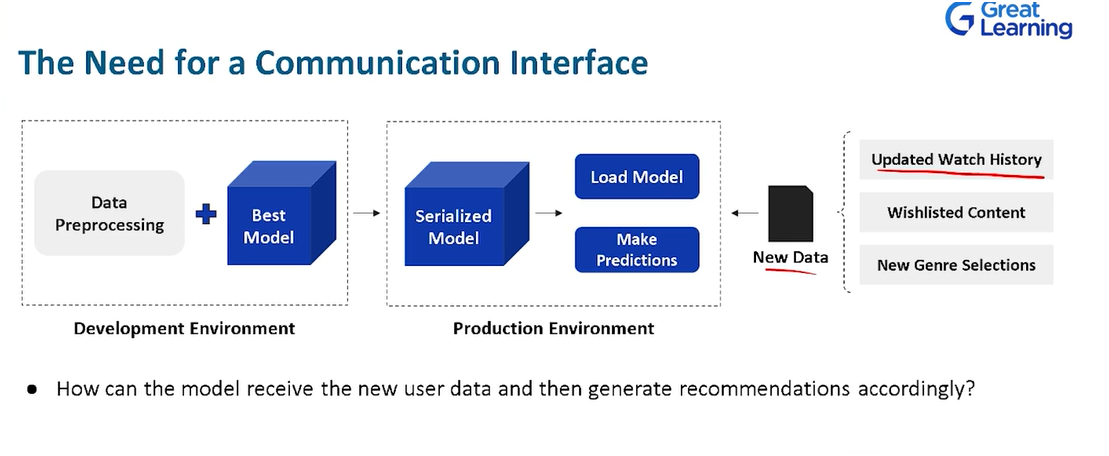 Great
Learning
The Need for a Communication Interface
Data
Preprocessing
Best
Model
Serialized
Model
Load Model
Make
Predictions
New Data
Updated Watch History
Wishlisted Content
New Genre Selections
Development Environment
Production Environment
How can the model receive the new user data and then generate recommendations accordingly?